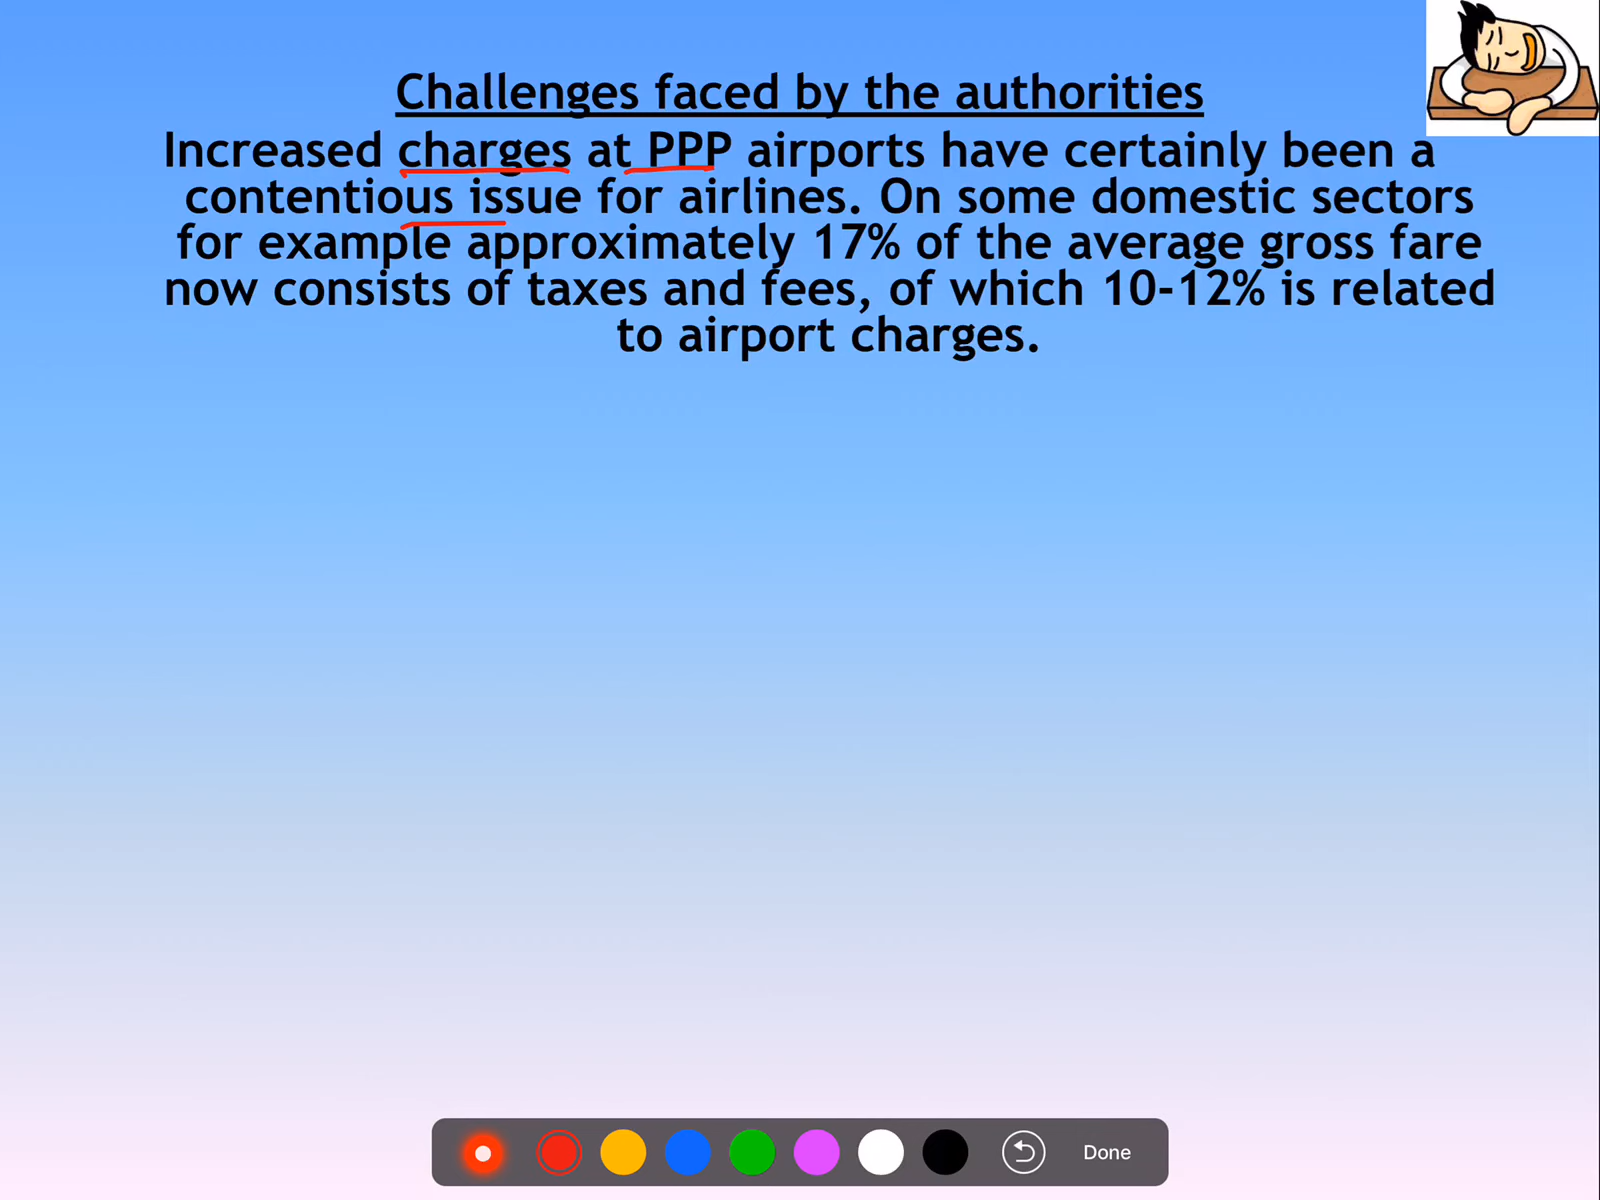 Challenges faced by the authorities
Increased charges at PPP airports have certainly been a
contentious issue for airlines. On some domestic sectors
for example approximately 17% of the average gross fare
now consists of taxes and fees, of which 10-12% is related
to airport charges.
Done